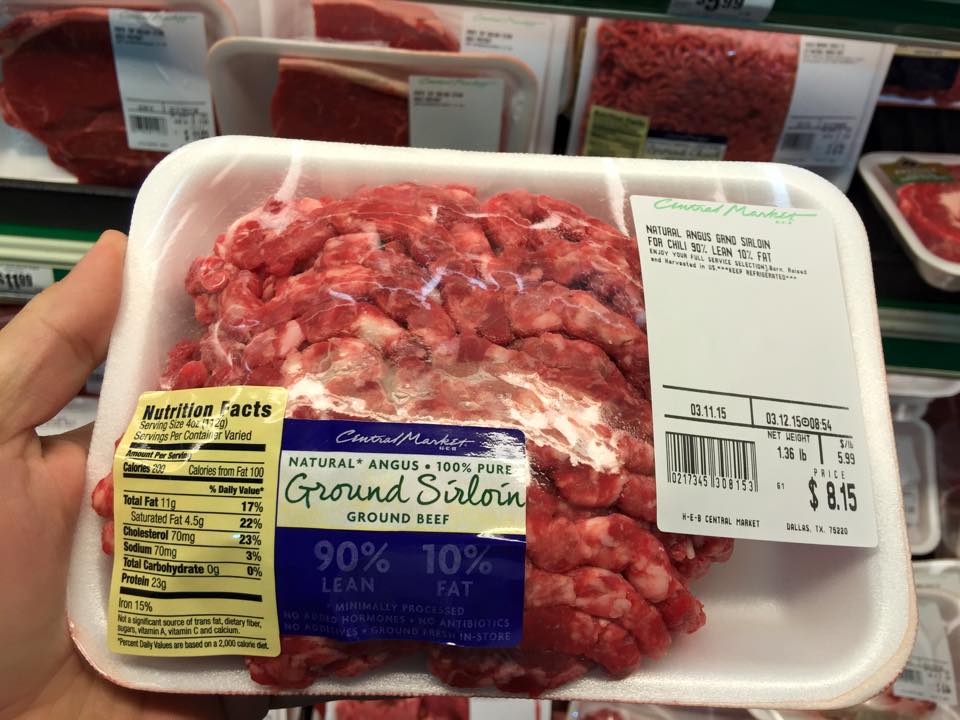 $5.99
$11.99
Central Market
H-E-B
NATURAL ANGUS GRND SIRLOIN
FOR CHILI 90% LEAN 10% FAT
ENJOY YOUR FULL SERVICE SELECTION! Born, Raised
and Harvested in US.***KEEP REFRIGERATED***
03.11.15
03.12.15@08:54
NET WEIGHT
$/lb
1.36 lb
5.99
PRICE
$ 8.15
0217345 308153
61
H-E-B CENTRAL MARKET
DALLAS, TX. 75220
Nutrition Facts
Serving Size 4oz (112g)
Servings Per Container Varied
Amount Per Serving
Calories 200 Calories from Fat 100
% Daily Value*
Total Fat 11g 17%
Saturated Fat 4.5g 22%
Cholesterol 70mg 23%
Sodium 70mg 3%
Total Carbohydrate 0g 0%
Protein 23g
Iron 15%
Not a significant source of trans fat, dietary fiber,
sugars, vitamin A, vitamin C and calcium.
*Percent Daily Values are based on a 2,000 calorie diet.
Central Market
H-E-B
NATURAL* ANGUS • 100% PURE
Ground Sirloin
GROUND BEEF
90% 10%
LEAN FAT
* MINIMALLY PROCESSED
NO ADDED HORMONES • NO ANTIBIOTICS
NO ADDITIVES • GROUND FRESH IN-STORE